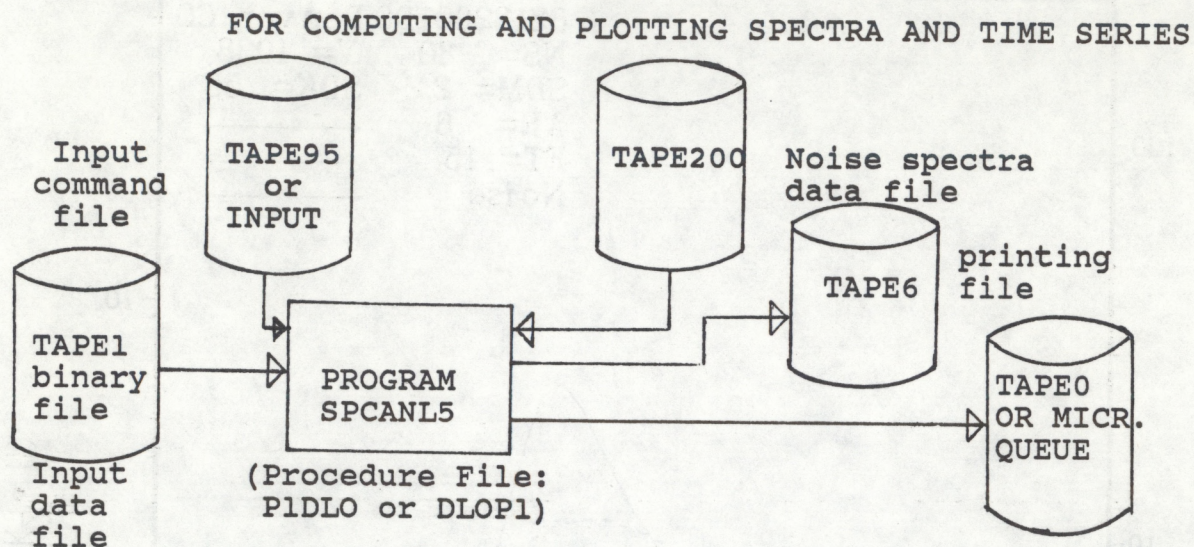 FOR COMPUTING AND PLOTTING SPECTRA AND TIME SERIES
Input
command
file
TAPE95
or
INPUT
TAPE200
Noise spectra
data file
TAPE6
printing
file
TAPE1
binary
file
Input
data
file
PROGRAM
SPCANL5
(Procedure File:
P1DLO or DLOP1)
TAPE0
OR MICR.
QUEUE